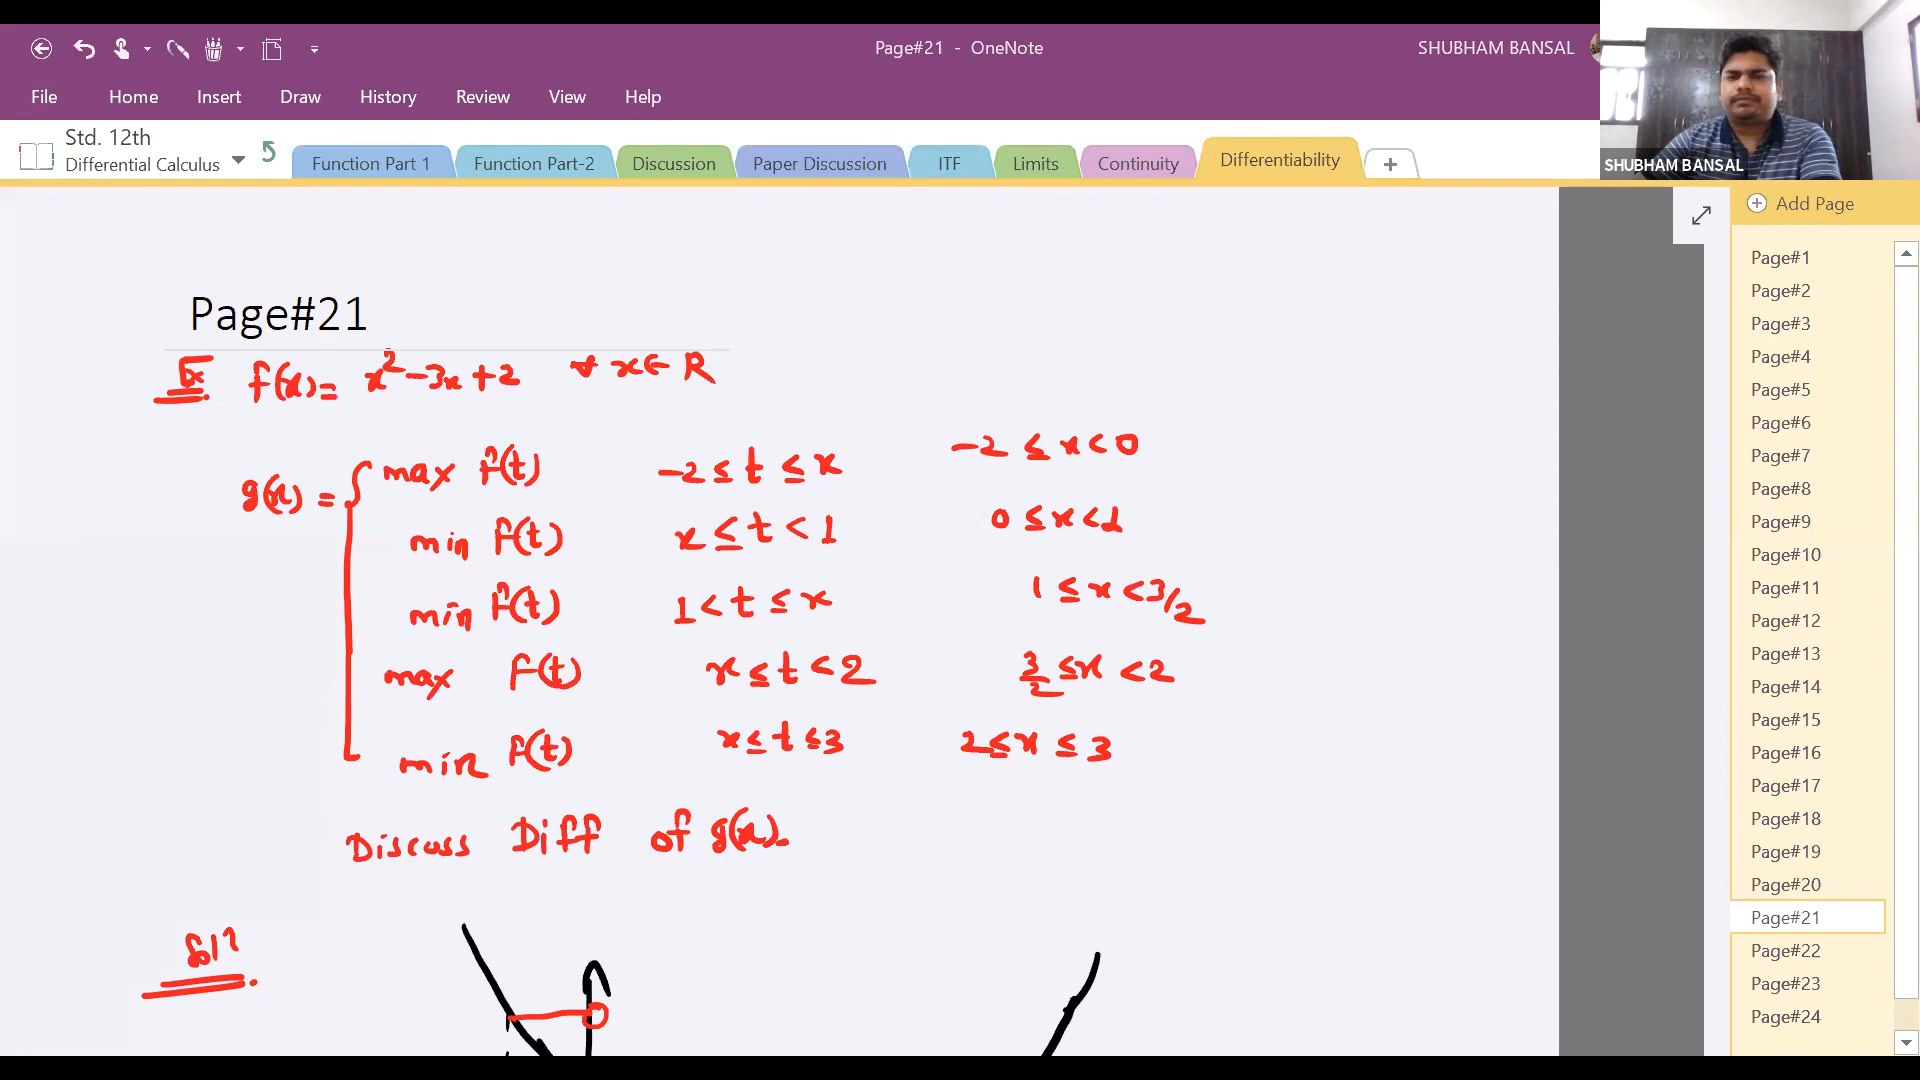 Page#21 - OneNote
SHUBHAM BANSAL
File Home Insert Draw History Review View Help
Std. 12th
Differential Calculus
Function Part 1 Function Part-2 Discussion Paper Discussion ITF Limits Continuity Differentiability
SHUBHAM BANSAL
Add Page
Page#21
Ex f(x) = x² - 3x + 2 ∀ x ∈ R
g(x) = { max f(t) -2 ≤ t ≤ x -2 ≤ x < 0
min f(t) x ≤ t < 1 0 ≤ x < 1
min f(t) 1 < t ≤ x 1 ≤ x < 3/2
max f(t) x ≤ t < 2 3/2 ≤ x < 2
min f(t) x ≤ t ≤ 3 2 ≤ x ≤ 3
Discuss Diff of g(x).
Sol?
Page#1
Page#2
Page#3
Page#4
Page#5
Page#6
Page#7
Page#8
Page#9
Page#10
Page#11
Page#12
Page#13
Page#14
Page#15
Page#16
Page#17
Page#18
Page#19
Page#20
Page#21
Page#22
Page#23
Page#24